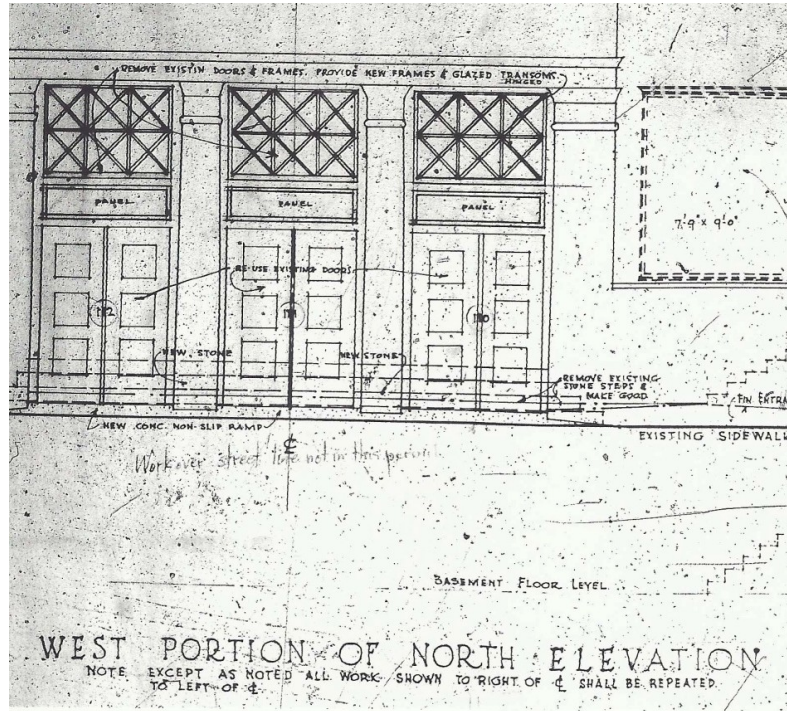 REMOVE EXISTIN DOORS & FRAMES. PROVIDE NEW FRAMES & GLAZED TRANSOMS.
HINGED
PANEL
PANEL
PANEL
7'-9" x 9'-0"
RE-USE EXISTING DOORS
112
111
110
NEW STONE
NEW STONE
REMOVE EXISTING
STONE STEPS &
MAKE GOOD
FIN ENTRA
NEW CONC. NON-SLIP RAMP
EXISTING SIDEWALK
℄
Work over street line not in this permit
BASEMENT FLOOR LEVEL
WEST PORTION OF NORTH ELEVATION
NOTE EXCEPT AS NOTED ALL WORK SHOWN TO RIGHT OF ℄ SHALL BE REPEATED
TO LEFT OF ℄